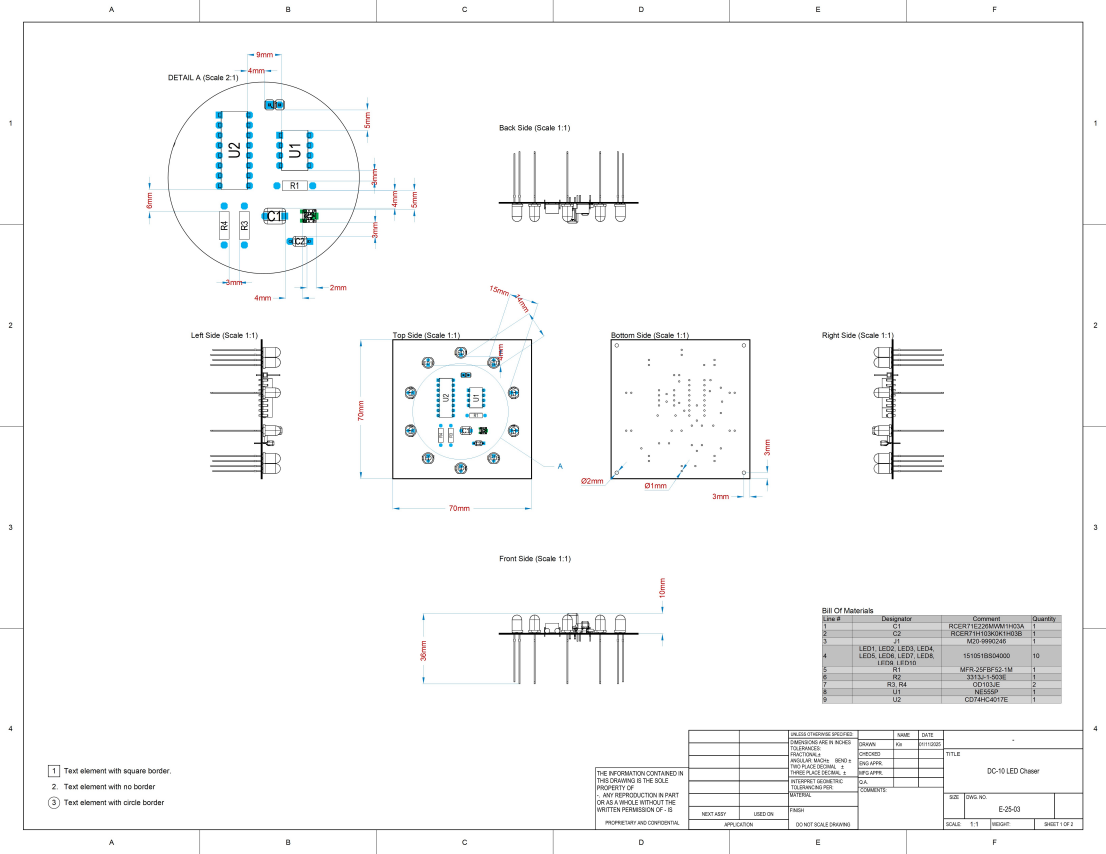 A B C D E F
1 1
2 2
3 3
4 4
DETAIL A (Scale 2:1)
9mm
4mm
5mm
3mm
4mm
5mm
6mm
3mm
3mm
4mm
2mm
U2
U1
R1
R4
R3
C1
C2
Back Side (Scale 1:1)
15mm
4mm
Left Side (Scale 1:1)
Top Side (Scale 1:1)
Bottom Side (Scale 1:1)
Right Side (Scale 1:1)
70mm
U2
U1
A
70mm
Ø2mm
Ø1mm
3mm
3mm
Front Side (Scale 1:1)
10mm
36mm
Bill Of Materials
Line # Designator Comment Quantity
1 C1 RCER71E226MWM1H03A 1
2 C2 RCER71H103K0K1H03B 1
3 J1 M20-9990246 1
4 LED1, LED2, LED3, LED4, LED5, LED6, LED7, LED8, LED9, LED10 151051BS04000 10
5 R1 MFR-25FBF52-1M 1
6 R2 3313J-1-503E 1
7 R3, R4 OD103JE 2
8 U1 NE555P 1
9 U2 CD74HC4017E 1
1 Text element with square border.
2. Text element with no border
3 Text element with circle border
THE INFORMATION CONTAINED IN
THIS DRAWING IS THE SOLE
PROPERTY OF
-. ANY REPRODUCTION IN PART
OR AS A WHOLE WITHOUT THE
WRITTEN PERMISSION OF - IS
PROPRIETARY AND CONFIDENTIAL
NEXT ASSY USED ON
APPLICATION
UNLESS OTHERWISE SPECIFIED:
DIMENSIONS ARE IN INCHES
TOLERANCES:
FRACTIONAL±
ANGULAR: MACH± BEND ±
TWO PLACE DECIMAL ±
THREE PLACE DECIMAL ±
INTERPRET GEOMETRIC
TOLERANCING PER:
MATERIAL
FINISH
DO NOT SCALE DRAWING
NAME DATE
DRAWN Kio 01/11/2025
CHECKED
ENG APPR.
MFG APPR.
Q.A.
COMMENTS:
-
TITLE
DC-10 LED Chaser
SIZE DWG. NO.
E-25-03
SCALE: 1:1 WEIGHT: SHEET 1 OF 2
A B C D E F